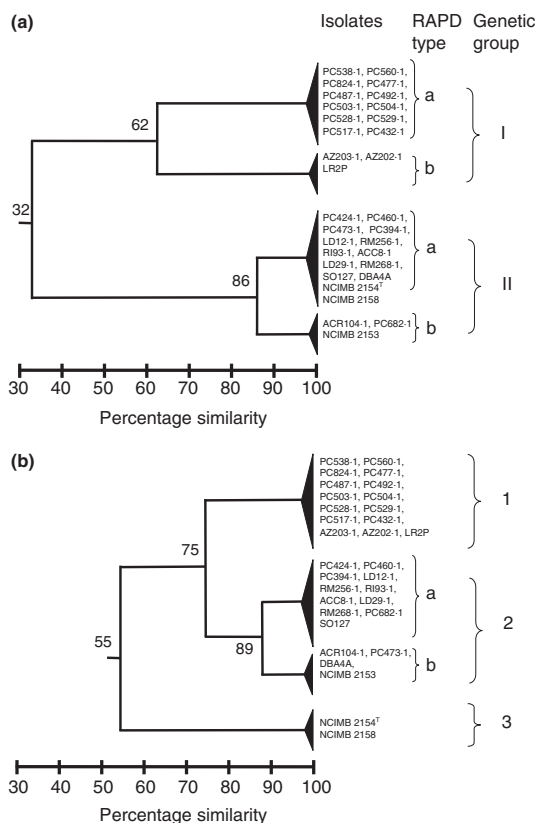 (a)
Isolates RAPD type Genetic group
PC538-1, PC560-1,
PC824-1, PC477-1,
PC487-1, PC492-1,
PC503-1, PC504-1,
PC528-1, PC529-1,
PC517-1, PC432-1
a
62
I
AZ203-1, AZ202-1
LR2P
b
32
PC424-1, PC460-1,
PC473-1, PC394-1,
LD12-1, RM256-1,
RI93-1, ACC8-1
LD29-1, RM268-1,
SO127, DBA4A
NCIMB 2154ᵀ
NCIMB 2158
a
86
II
ACR104-1, PC682-1
NCIMB 2153
b
30 40 50 60 70 80 90 100
Percentage similarity
(b)
PC538-1, PC560-1,
PC824-1, PC477-1,
PC487-1, PC492-1,
PC503-1, PC504-1,
PC528-1, PC529-1,
PC517-1, PC432-1,
AZ203-1, AZ202-1, LR2P
1
75
PC424-1, PC460-1,
PC394-1, LD12-1,
RM256-1, RI93-1,
ACC8-1, LD29-1,
RM268-1, PC682-1
SO127
a
2
89
55
ACR104-1, PC473-1,
DBA4A,
NCIMB 2153
b
NCIMB 2154ᵀ
NCIMB 2158
3
30 40 50 60 70 80 90 100
Percentage similarity